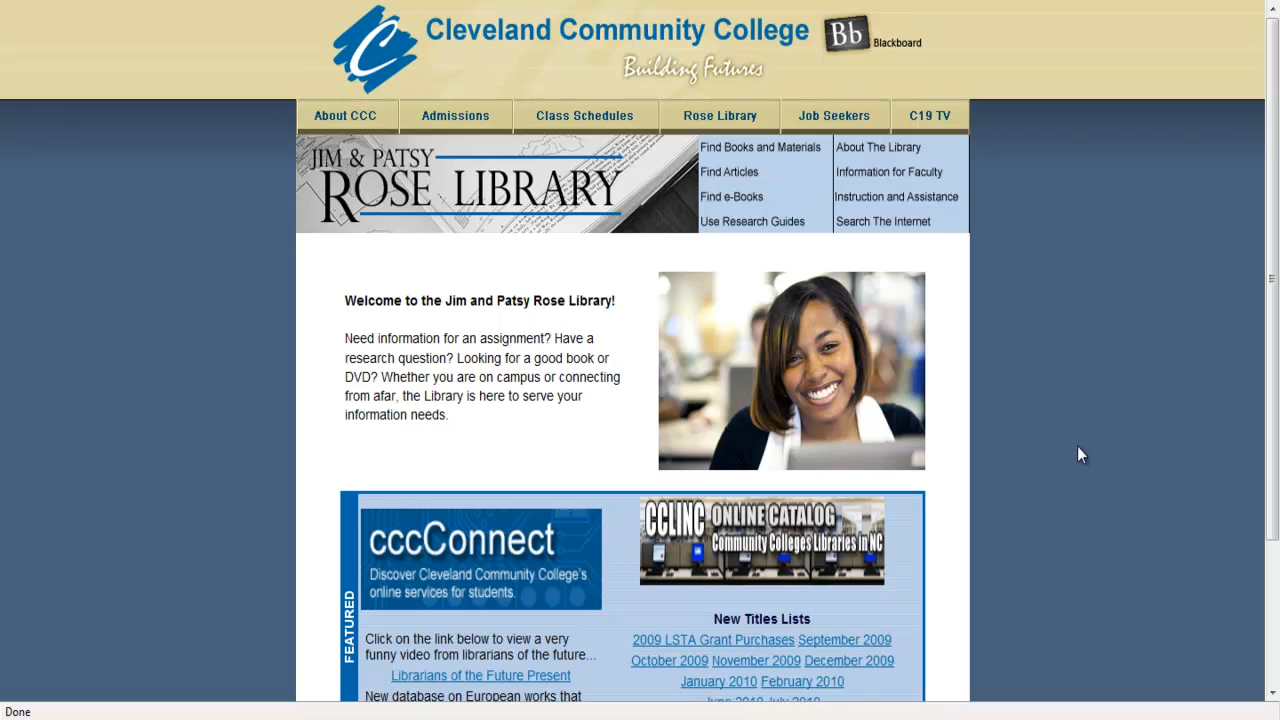 Cleveland Community College
Bb Blackboard
Building Futures
About CCC Admissions Class Schedules Rose Library Job Seekers C19 TV
JIM & PATSY
ROSE LIBRARY
Find Books and Materials
Find Articles
Find e-Books
Use Research Guides
About The Library
Information for Faculty
Instruction and Assistance
Search The Internet
Welcome to the Jim and Patsy Rose Library!
Need information for an assignment? Have a
research question? Looking for a good book or
DVD? Whether you are on campus or connecting
from afar, the Library is here to serve your
information needs.
FEATURED
cccConnect
Discover Cleveland Community College's
online services for students.
Click on the link below to view a very
funny video from librarians of the future...
Librarians of the Future Present
New database on European works that
CCLINC ONLINE CATALOG
Community Colleges Libraries in NC
New Titles Lists
2009 LSTA Grant Purchases September 2009
October 2009 November 2009 December 2009
January 2010 February 2010
June 2010 July 2010
Done